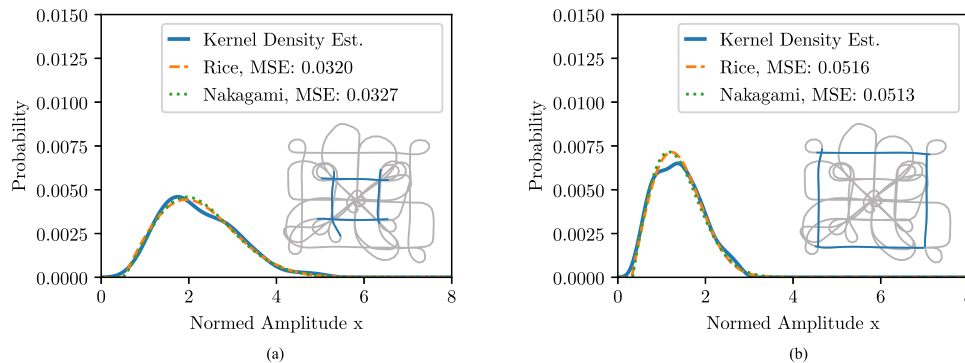 0.0150
0.0125
0.0100
0.0075
0.0050
0.0025
0.0000
Probability
Kernel Density Est.
Rice, MSE: 0.0320
Nakagami, MSE: 0.0327
0 2 4 6 8
Normed Amplitude x
(a)
0.0150
0.0125
0.0100
0.0075
0.0050
0.0025
0.0000
Probability
Kernel Density Est.
Rice, MSE: 0.0516
Nakagami, MSE: 0.0513
0 2 4 6
Normed Amplitude x
(b)